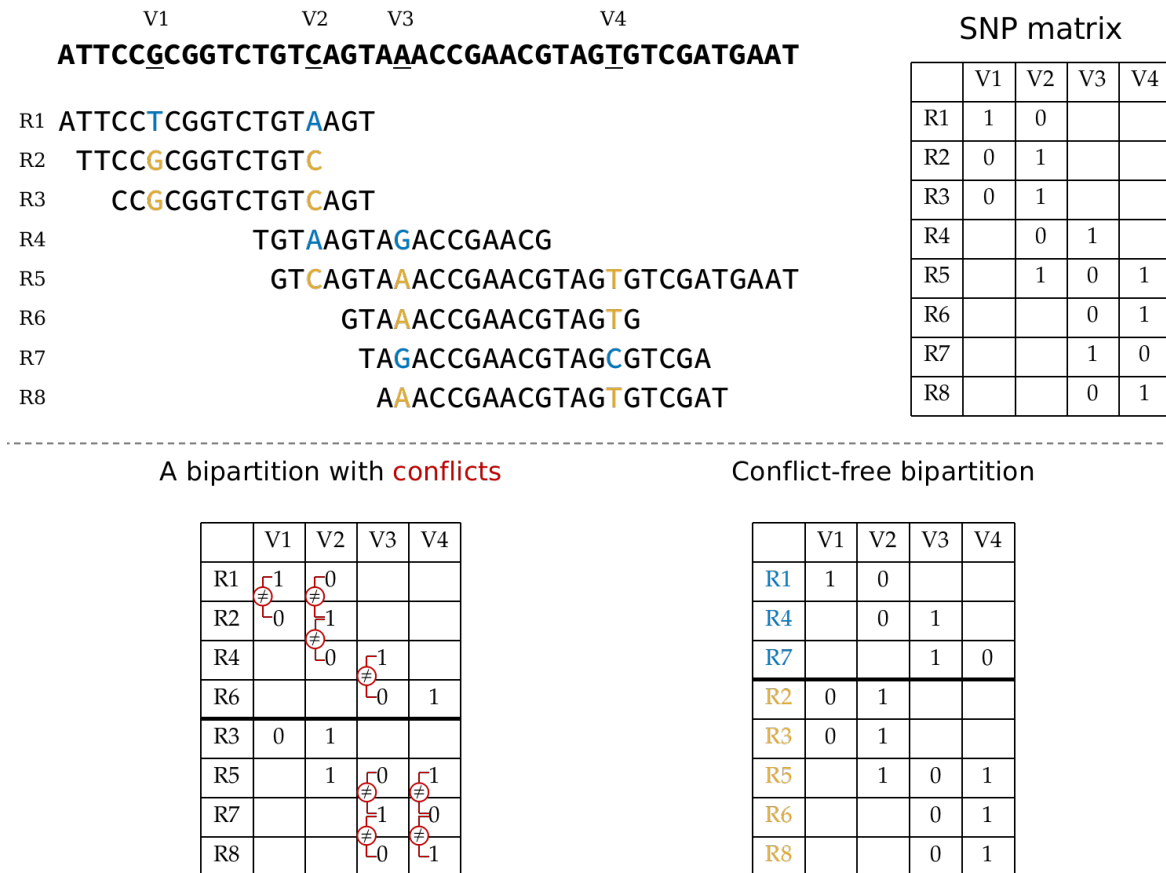 V1 V2 V3 V4
ATTCCGCGGTCTGTCAGTAAACCGAACGTAGTGTCGATGAAT
R1 ATTCCTCGGTCTGTAAGT
R2 TTCCGCGGTCTGTC
R3 CCGCGGTCTGTCAGT
R4 TGTAAGTAGACCGAACG
R5 GTCAGTAAACCGAACGTAGTGTCGATGAAT
R6 GTAAACCGAACGTAGTG
R7 TAGACCGAACGTAGCGTCGA
R8 AAACCGAACGTAGTGTCGAT
SNP matrix
V1 V2 V3 V4
R1 1 0
R2 0 1
R3 0 1
R4 0 1
R5 1 0 1
R6 0 1
R7 1 0
R8 0 1
A bipartition with conflicts
V1 V2 V3 V4
R1 1 0
≠ ≠
R2 0 1
≠
R4 0 1
≠
R6 0 1
R3 0 1
R5 1 0 1
≠ ≠
R7 1 0
≠ ≠
R8 0 1
Conflict-free bipartition
V1 V2 V3 V4
R1 1 0
R4 0 1
R7 1 0
R2 0 1
R3 0 1
R5 1 0 1
R6 0 1
R8 0 1